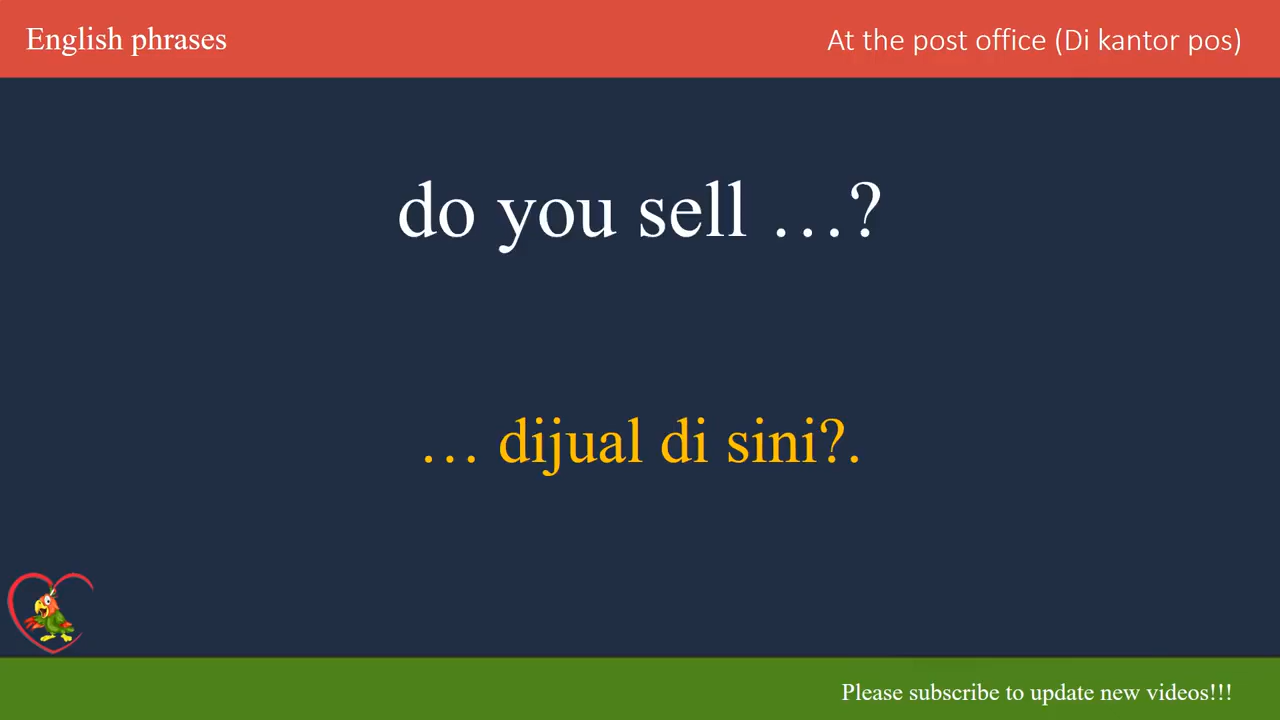 English phrases
At the post office (Di kantor pos)
do you sell …?
… dijual di sini?.
Please subscribe to update new videos!!!